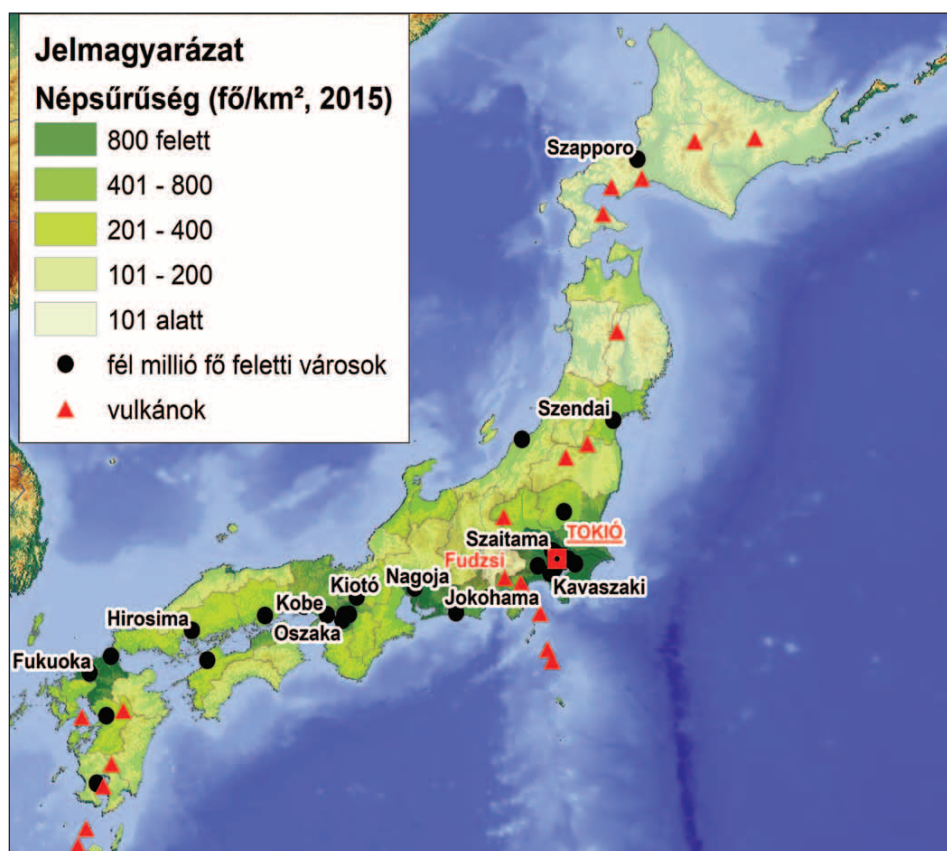 Jelmagyarázat
Népsűrűség (fő/km², 2015)
800 felett
401 - 800
201 - 400
101 - 200
101 alatt
fél millió fő feletti városok
vulkánok
Szapporo
Szendai
Szaitama
TOKIÓ
Fudzsi
Kavaszaki
Jokohama
Nagoja
Kiotó
Kobe
Oszaka
Hirosima
Fukuoka